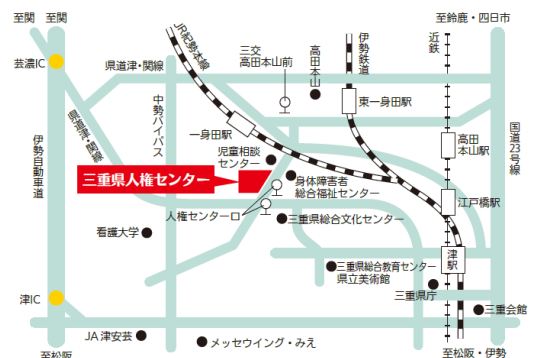 至関
至関
至鈴鹿・四日市
芸濃IC
県道津・関線
JR紀勢本線
三交
高田本山前
高田本山
伊勢鉄道
近鉄
東一身田駅
県道津・関線
中勢バイパス
一身田駅
高田
本山駅
国道23号線
伊勢自動車道
児童相談
センター
三重県人権センター
身体障害者
総合福祉センター
江戸橋駅
人権センター口
三重県総合文化センター
看護大学
津駅
三重県総合教育センター
県立美術館
三重県庁
津IC
三重会館
JA津安芸
メッセウイング・みえ
至松阪
至松阪・伊勢